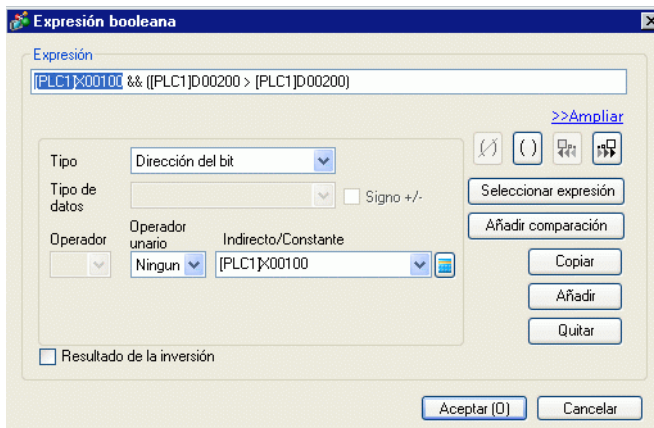 Expresión booleana
Expresión
[PLC1]X00100 && ([PLC1]D00200 > [PLC1]D00200)
>>Ampliar
Tipo
Dirección del bit
Tipo de
datos
Signo +/-
Operador
Operador
unario
Indirecto/Constante
Ningun
[PLC1]X00100
( )
Seleccionar expresión
Añadir comparación
Copiar
Añadir
Quitar
Resultado de la inversión
Aceptar (O)
Cancelar